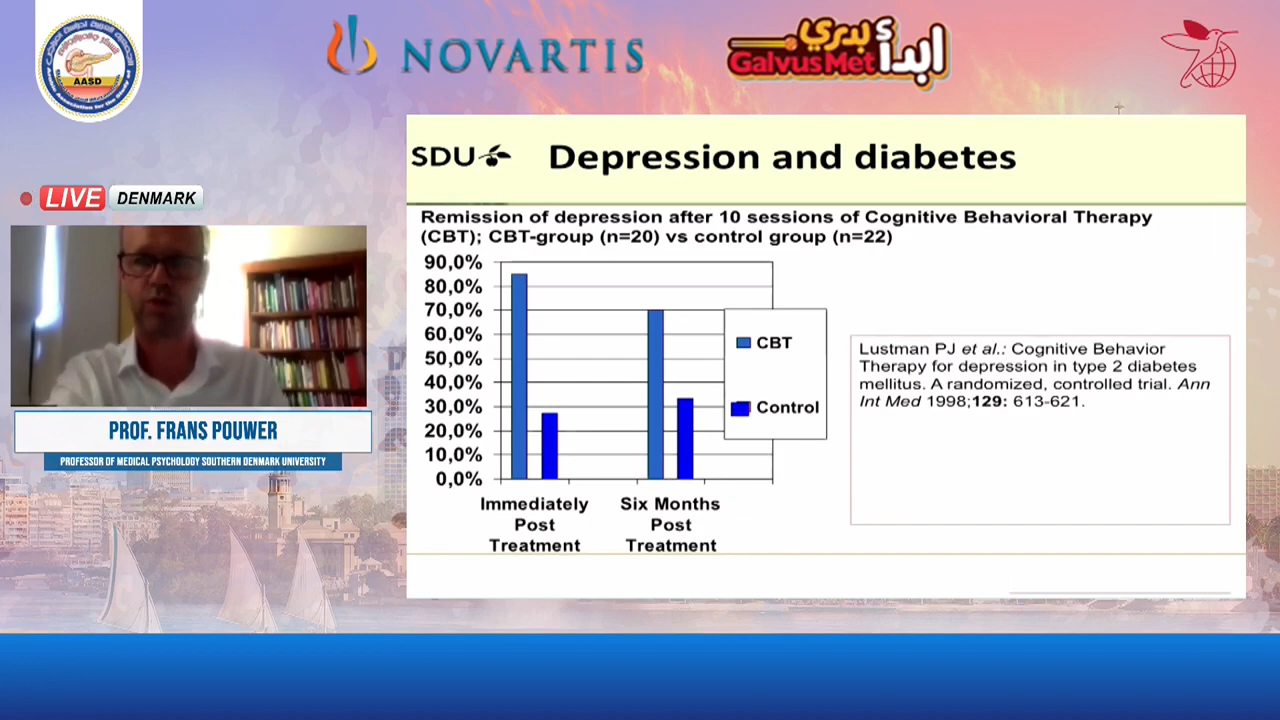 AASD
NOVARTIS
ابدأ بدري
GalvusMet
LIVE DENMARK
PROF. FRANS POUWER
PROFESSOR OF MEDICAL PSYCHOLOGY SOUTHERN DENMARK UNIVERSITY
SDU
Depression and diabetes
Remission of depression after 10 sessions of Cognitive Behavioral Therapy
(CBT); CBT-group (n=20) vs control group (n=22)
90,0%
80,0%
70,0%
60,0%
50,0%
40,0%
30,0%
20,0%
10,0%
0,0%
Immediately
Post
Treatment
Six Months
Post
Treatment
CBT
Control
Lustman PJ et al.: Cognitive Behavior
Therapy for depression in type 2 diabetes
mellitus. A randomized, controlled trial. Ann
Int Med 1998;129: 613-621.